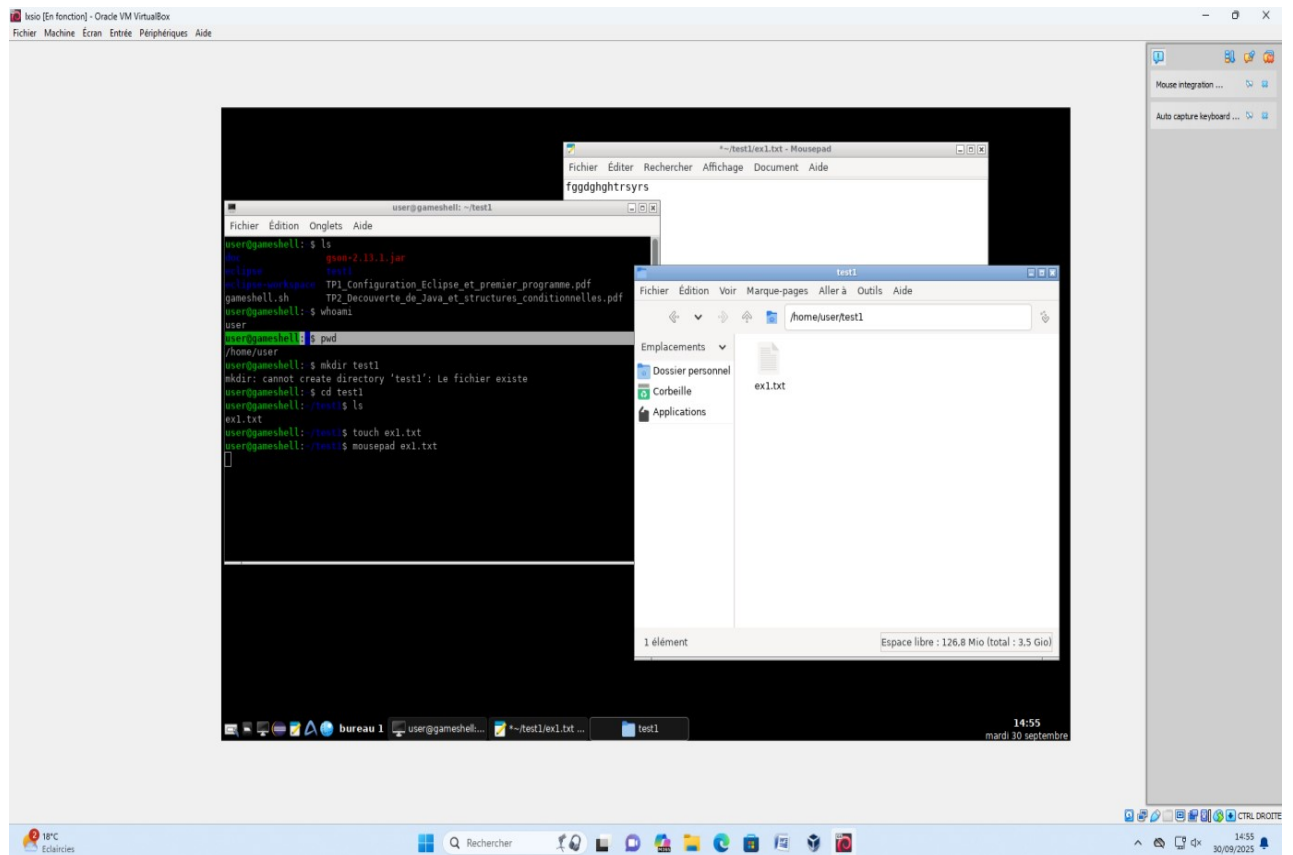 lxsio [En fonction] - Oracle VM VirtualBox
Fichier Machine Écran Entrée Périphériques Aide
Mouse integration ...
Auto capture keyboard ...
*~/test1/ex1.txt - Mousepad
Fichier Éditer Rechercher Affichage Document Aide
fggdghghtrsyrs
user@gameshell: ~/test1
Fichier Édition Onglets Aide
user@gameshell: $ ls
doc gson-2.13.1.jar
eclipse test1
eclipse-workspace TP1_Configuration_Eclipse_et_premier_programme.pdf
gameshell.sh TP2_Decouverte_de_Java_et_structures_conditionnelles.pdf
user@gameshell: $ whoami
user
user@gameshell: $ pwd
/home/user
user@gameshell: $ mkdir test1
mkdir: cannot create directory ‘test1’: Le fichier existe
user@gameshell: $ cd test1
user@gameshell: ~/test1$ ls
ex1.txt
user@gameshell: ~/test1$ touch ex1.txt
user@gameshell: ~/test1$ mousepad ex1.txt
test1
Fichier Édition Voir Marque-pages Aller à Outils Aide
/home/user/test1
Emplacements
Dossier personnel
Corbeille
Applications
ex1.txt
1 élément
Espace libre : 126,8 Mio (total : 3,5 Gio)
bureau 1 user@gameshell:... *~/test1/ex1.txt ... test1
14:55
mardi 30 septembre
CTRL DROITE
2
18°C
Eclaircies
Rechercher
14:55
30/09/2025